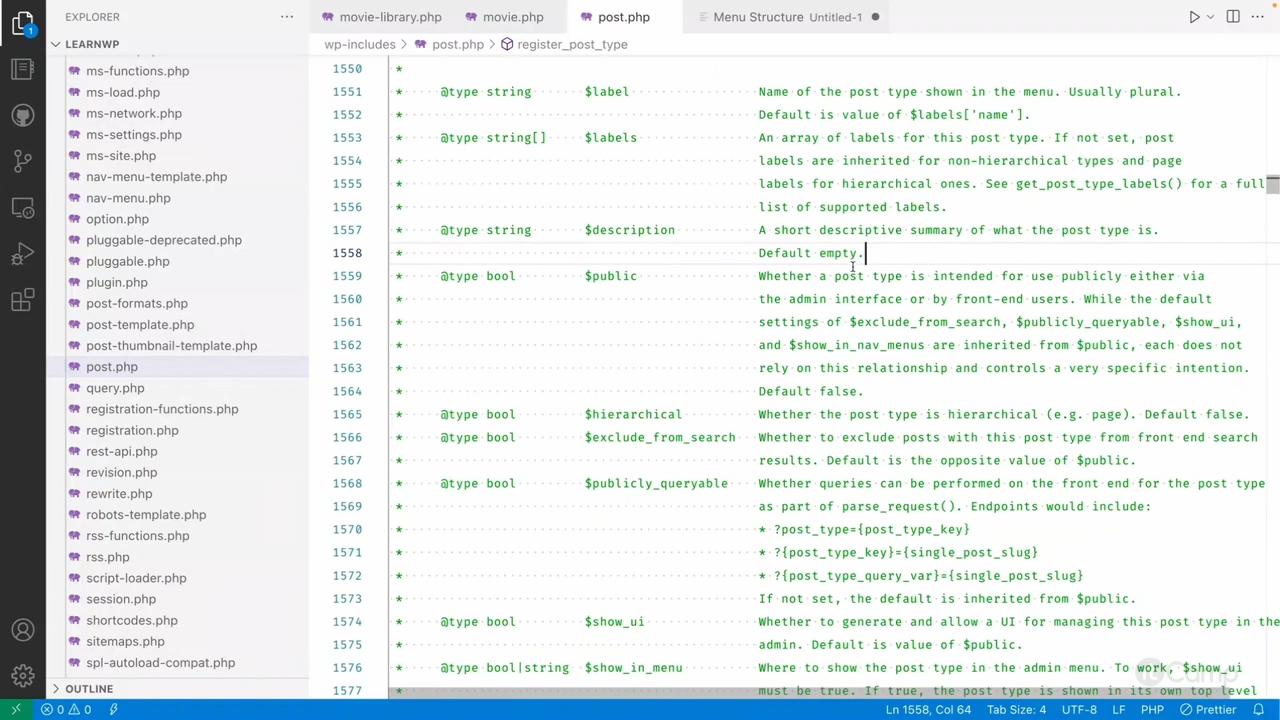 EXPLORER
LEARNWP
ms-functions.php
ms-load.php
ms-network.php
ms-settings.php
ms-site.php
nav-menu-template.php
nav-menu.php
option.php
pluggable-deprecated.php
pluggable.php
plugin.php
post-formats.php
post-template.php
post-thumbnail-template.php
post.php
query.php
registration-functions.php
registration.php
rest-api.php
revision.php
rewrite.php
robots-template.php
rss-functions.php
rss.php
script-loader.php
session.php
shortcodes.php
sitemaps.php
spl-autoload-compat.php
OUTLINE
movie-library.php movie.php post.php Menu Structure Untitled-1
wp-includes > post.php > register_post_type
1550 *
1551 * @type string $label Name of the post type shown in the menu. Usually plural.
1552 * Default is value of $labels['name'].
1553 * @type string[] $labels An array of labels for this post type. If not set, post
1554 * labels are inherited for non-hierarchical types and page
1555 * labels for hierarchical ones. See get_post_type_labels() for a full
1556 * list of supported labels.
1557 * @type string $description A short descriptive summary of what the post type is.
1558 * Default empty.
1559 * @type bool $public Whether a post type is intended for use publicly either via
1560 * the admin interface or by front-end users. While the default
1561 * settings of $exclude_from_search, $publicly_queryable, $show_ui,
1562 * and $show_in_nav_menus are inherited from $public, each does not
1563 * rely on this relationship and controls a very specific intention.
1564 * Default false.
1565 * @type bool $hierarchical Whether the post type is hierarchical (e.g. page). Default false.
1566 * @type bool $exclude_from_search Whether to exclude posts with this post type from front end search
1567 * results. Default is the opposite value of $public.
1568 * @type bool $publicly_queryable Whether queries can be performed on the front end for the post type
1569 * as part of parse_request(). Endpoints would include:
1570 * * ?post_type={post_type_key}
1571 * * ?{post_type_key}={single_post_slug}
1572 * * ?{post_type_query_var}={single_post_slug}
1573 * If not set, the default is inherited from $public.
1574 * @type bool $show_ui Whether to generate and allow a UI for managing this post type in the
1575 * admin. Default is value of $public.
1576 * @type bool|string $show_in_menu Where to show the post type in the admin menu. To work, $show_ui
1577 * must be true. If true, the post type is shown in its own top level
Camp
1
0 0 Ln 1558, Col 64 Tab Size: 4 UTF-8 LF PHP Prettier